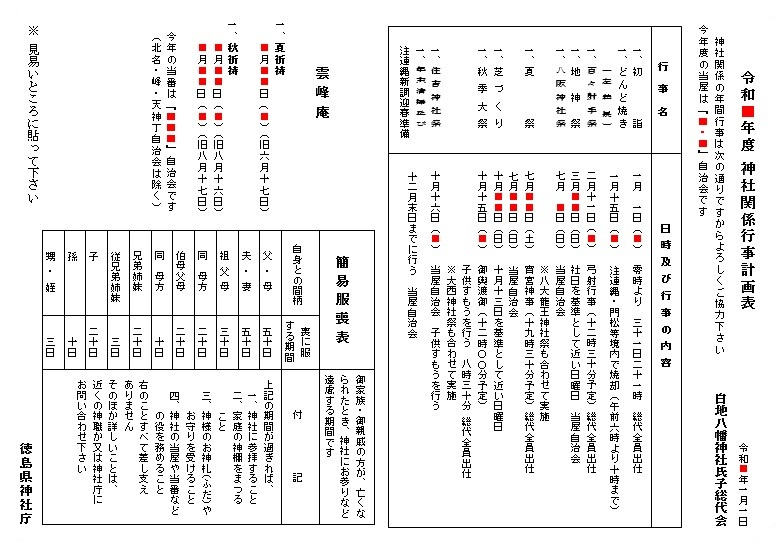 令和■年度 神社関係行事計画表
令和■年一月一日
神社関係の年間行事は次の通りですからよろしくご協力下さい
今年度の当屋は「■・■」自治会です
白地八幡神社氏子総代会
行事名
日時及び行事の内容
一、初詣
一月一日(■) 零時より 三十一日二十一時 総代全員出仕
一、どんど焼き
一月十五日(■) 注連縄・門松等境内で焼却(午前六時より十時まで)
一、百々射手祭
二月十一日(■) 弓射行事(十二時三十分予定) 総代全員出仕
一、地神祭
三月■■日(■) 社日を基準として近い日曜日 当屋自治会
一、八阪神社祭
七月■日(■) 当屋自治会
※八大龍王神社祭も合わせて実施
一、夏祭
七月■■日(土) 宵宮神事(十九時三十分予定) 総代全員出仕
七月■■日(■) 当屋自治会
一、芝づくり
十月■■日(■) 十月十三日を基準として近い日曜日
一、秋季大祭
十月十五日(■) 御輿渡御(十二時〇〇分予定) 総代全員出仕
子供すもうを行う 八時三十分 総代全員出仕
※大西神社祭も合わせて実施
一、住吉神社祭
十月十六日(■) 当屋自治会 子供すもうを行う
一、年末清掃及び
注連縄新調迎春準備
十二月末日までに行う 当屋自治会
雲峰庵
一、夏祈祷
■月■■日(■)(旧六月十七日)
一、秋祈祷
■月■■日(■)(旧八月十六日)
■月■■日(■)(旧八月十七日)
今年の当番は「■■■」自治会です
(北名・峰・天神丁自治会は除く)
※ 見易いところに貼って下さい
簡易服喪表
御家族・御親戚の方が、亡くな
られたとき、神社にお参りなど
遠慮する期間です
自身との間柄
喪に服
する期間
父・母 五十日
夫・妻 五十日
祖父母 三十日
同母方 二十日
伯母父母 二十日
同母方 十日
兄弟姉妹 二十日
従兄弟姉妹 三日
子 二十日
孫 十日
甥・姪 三日
付記
上記の期間が過ぎれば、
一、神社に参拝すること
二、家庭の神棚をまつる
こと
三、神様のお神札(ふだ)や
お守りを受けること
四、神社の当屋や当番など
の役を務めること
右のことすべて差し支え
ありません
そのほか詳しいことは、
近くの神職か又は神社庁に
お問い合わせ下さい
徳島県神社庁